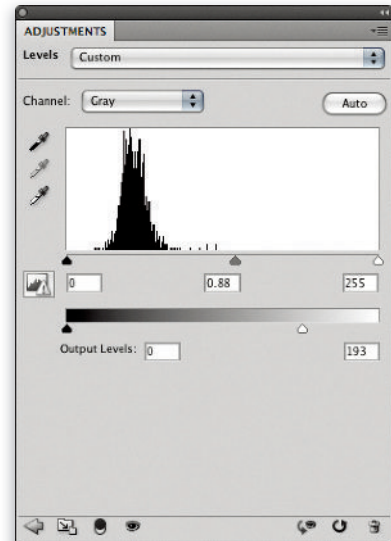 ADJUSTMENTS
Levels Custom
Channel: Gray Auto
0 0.88 255
Output Levels: 0 193